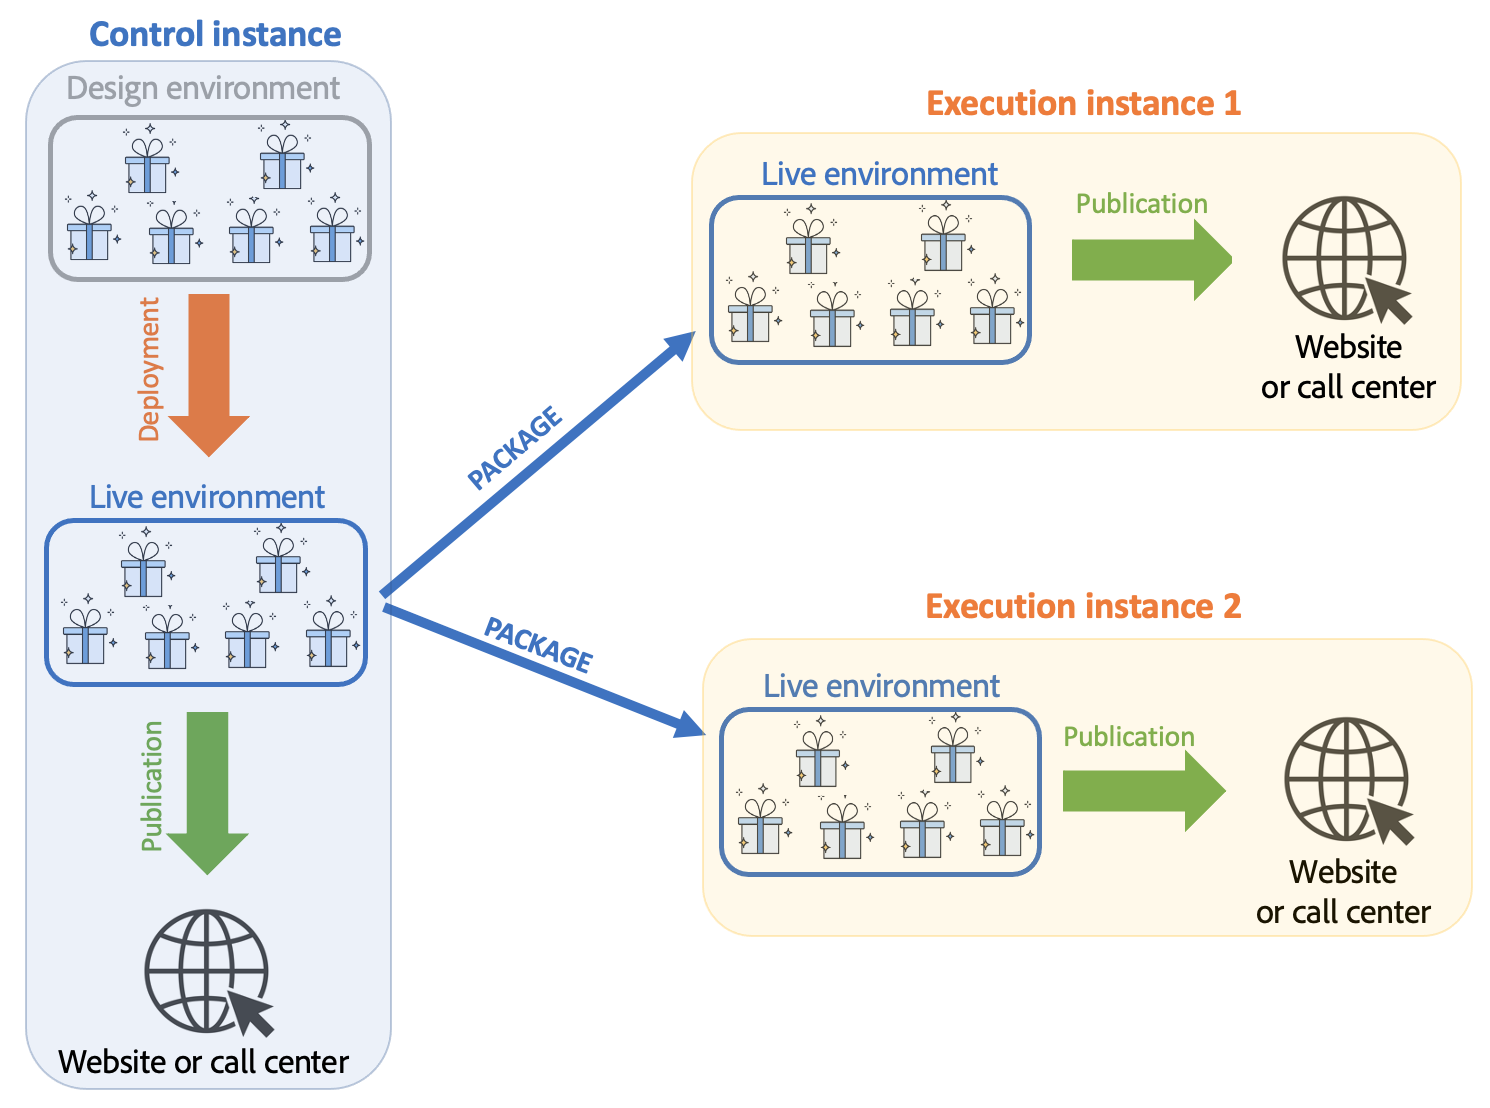 Control instance
Design environment
Deployment
Live environment
Publication
Website or call center
PACKAGE
PACKAGE
Execution instance 1
Live environment
Publication
Website
or call center
Execution instance 2
Live environment
Publication
Website
or call center